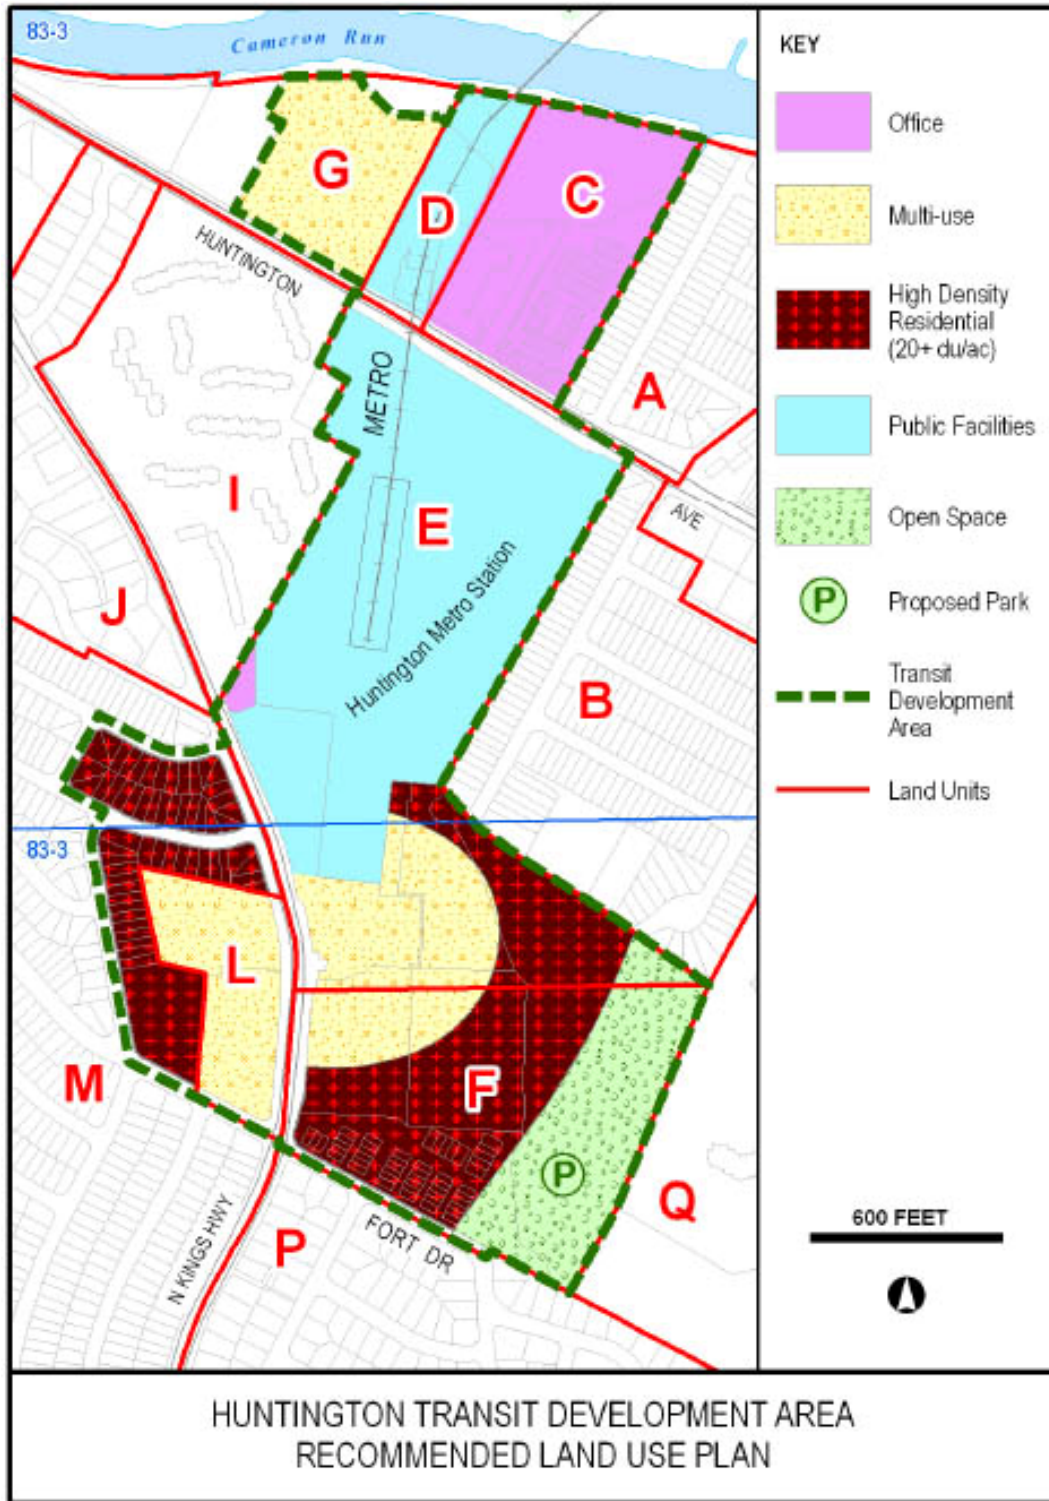 83-3
Cameron Run
KEY
Office
Multi-use
High Density
Residential
(20+ du/ac)
Public Facilities
Open Space
P
Proposed Park
Transit
Development
Area
Land Units
G
D
C
HUNTINGTON
METRO
A
I
E
AVE
Huntington Metro Station
J
B
83-3
L
M
F
P
Q
N KINGS HWY
P
FORT DR
600 FEET
HUNTINGTON TRANSIT DEVELOPMENT AREA
RECOMMENDED LAND USE PLAN